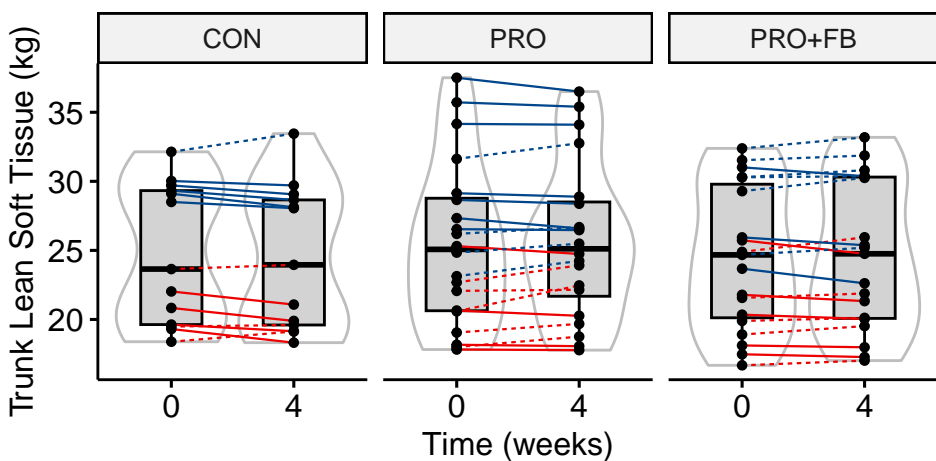 CON
PRO
PRO+FB
Trunk Lean Soft Tissue (kg)
35
30
25
20
0
4
0
4
0
4
Time (weeks)